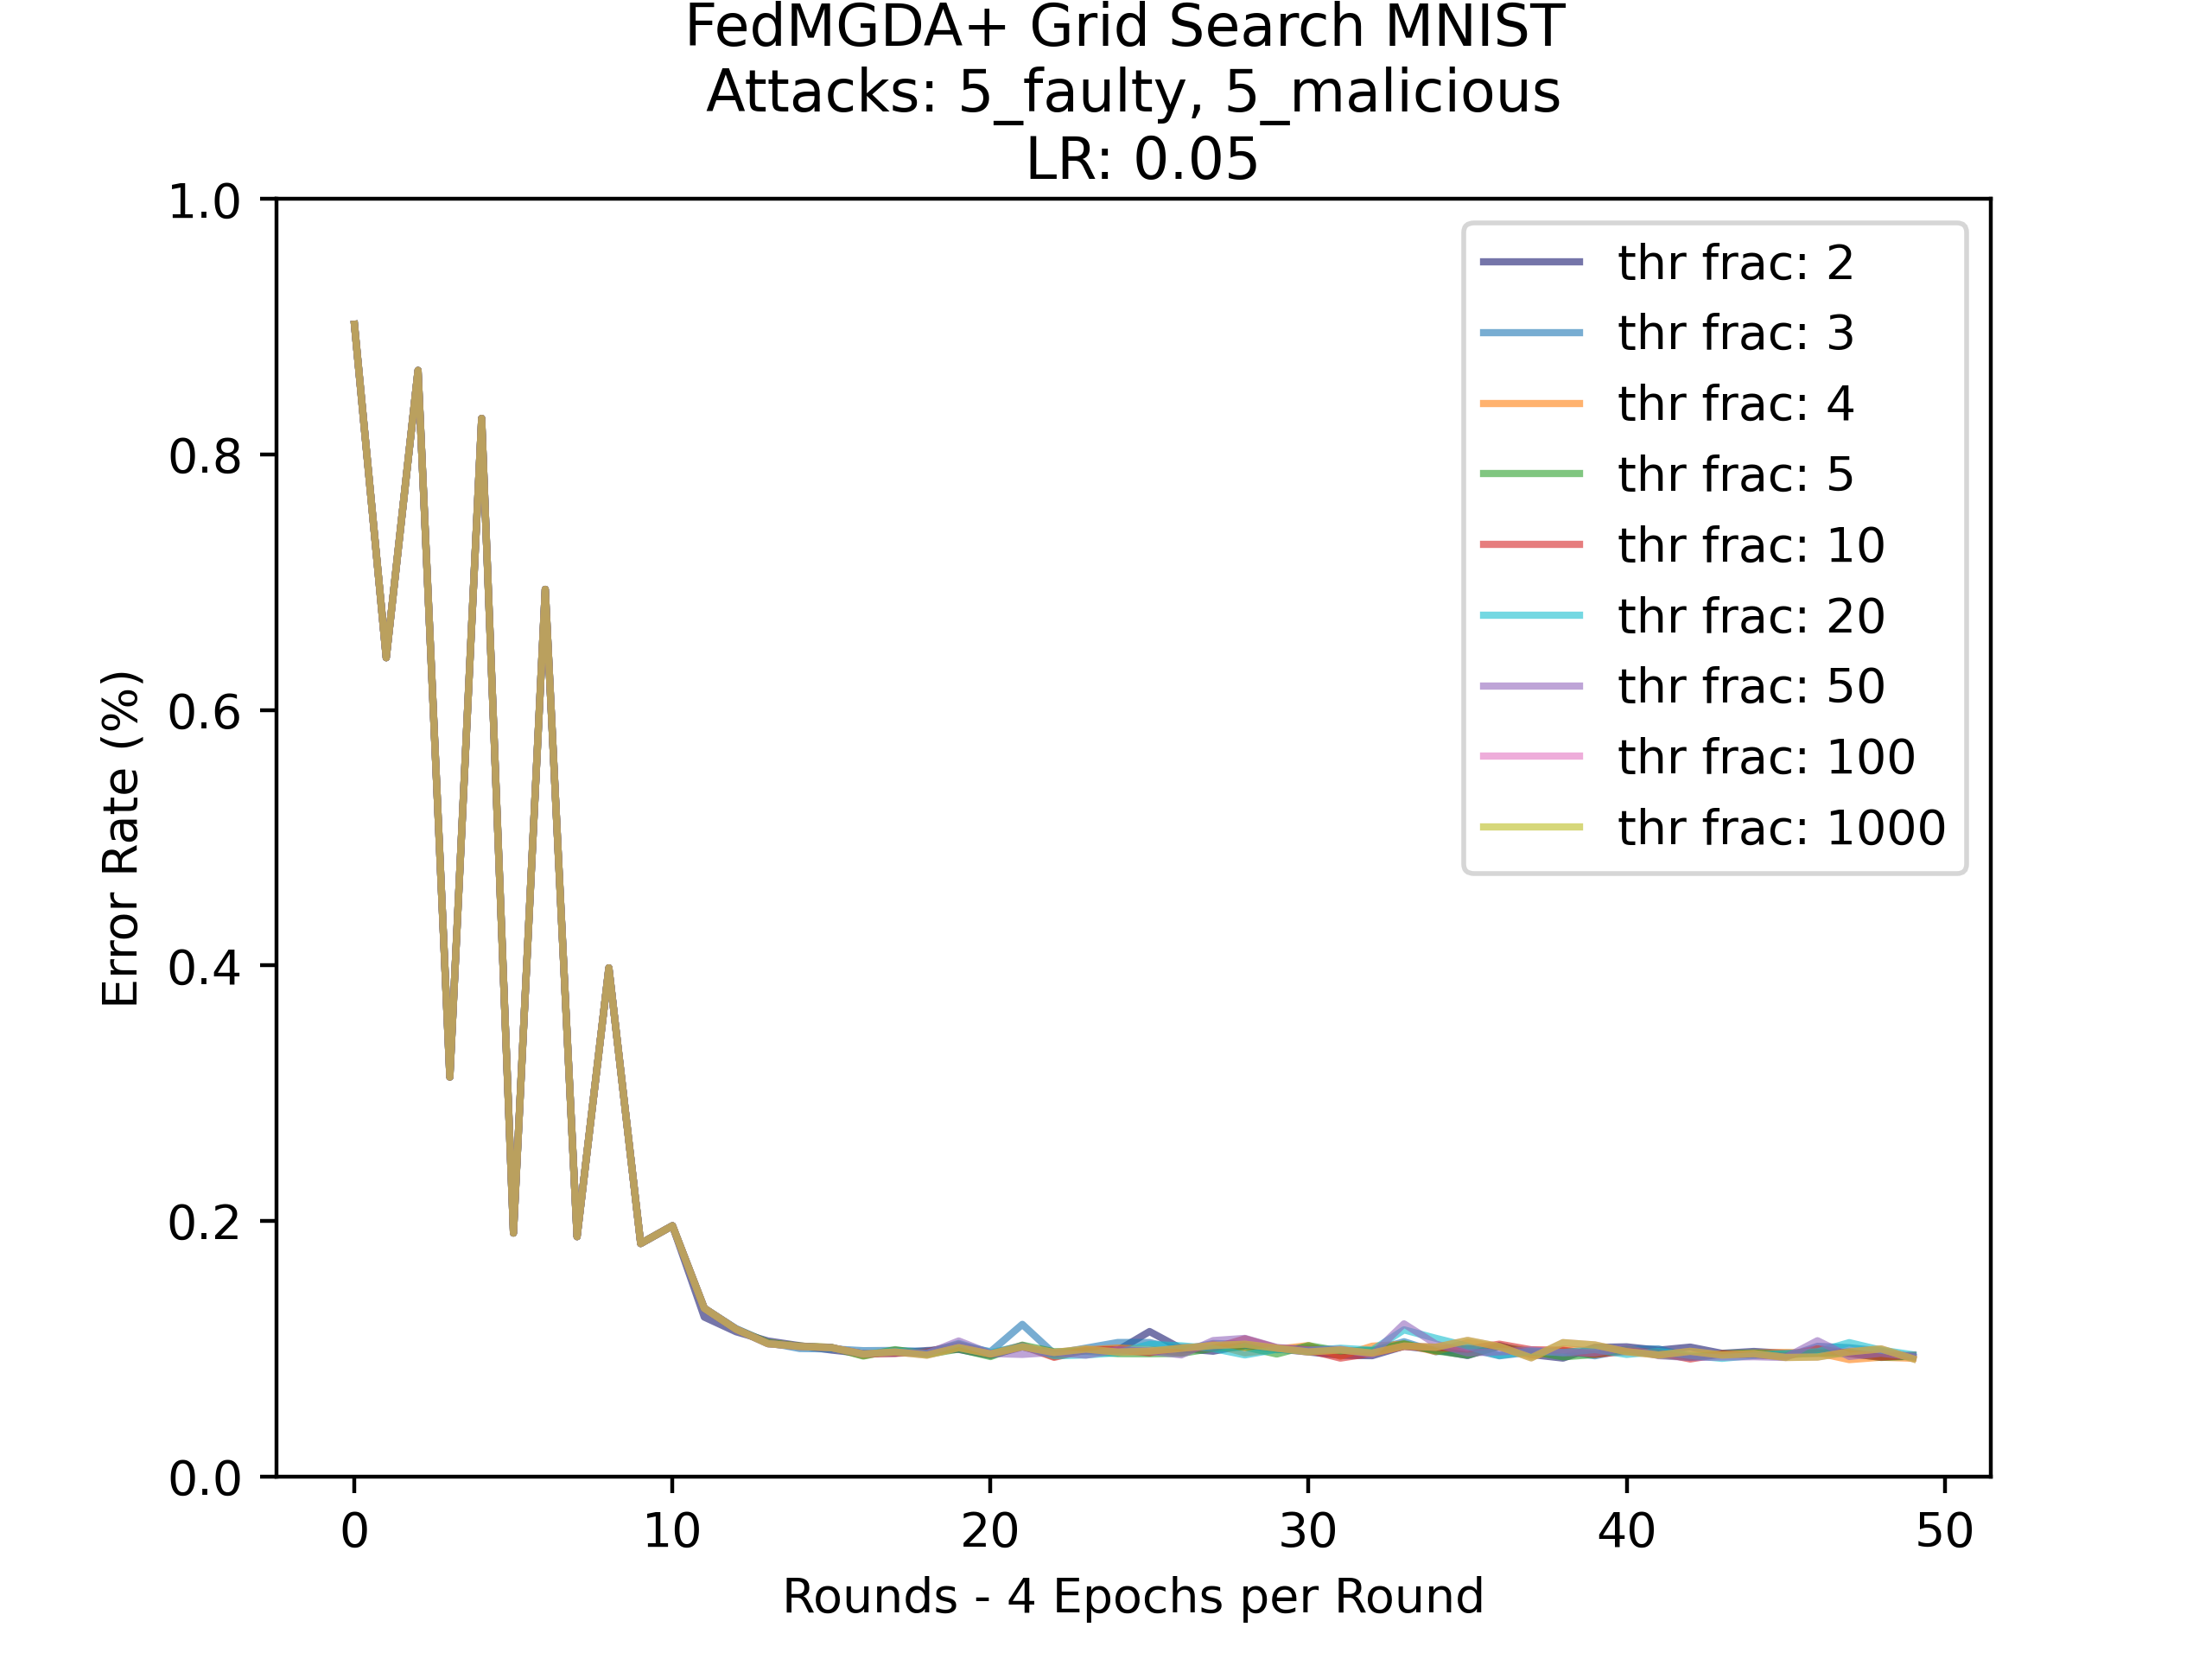 FedMGDA+ Grid Search MNIST
Attacks: 5_faulty, 5_malicious
LR: 0.05
1.0
0.8
0.6
0.4
0.2
0.0
Error Rate (%)
thr frac: 2
thr frac: 3
thr frac: 4
thr frac: 5
thr frac: 10
thr frac: 20
thr frac: 50
thr frac: 100
thr frac: 1000
0 10 20 30 40 50
Rounds - 4 Epochs per Round